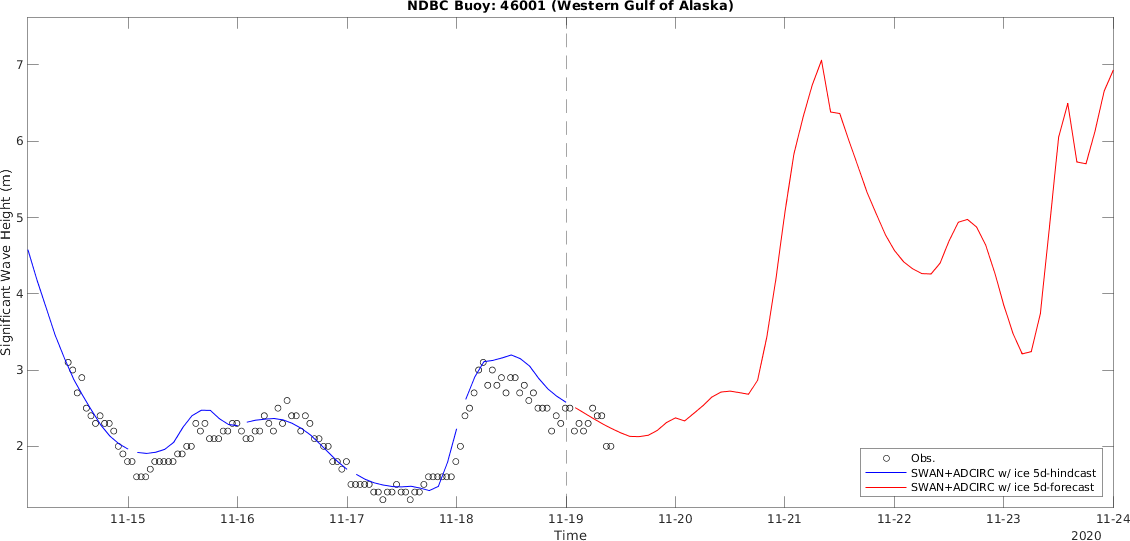 NDBC Buoy: 46001 (Western Gulf of Alaska)
Significant Wave Height (m)
7
6
5
4
3
2
Obs.
SWAN+ADCIRC w/ ice 5d-hindcast
SWAN+ADCIRC w/ ice 5d-forecast
11-15 11-16 11-17 11-18 11-19 11-20 11-21 11-22 11-23 11-24
Time
2020